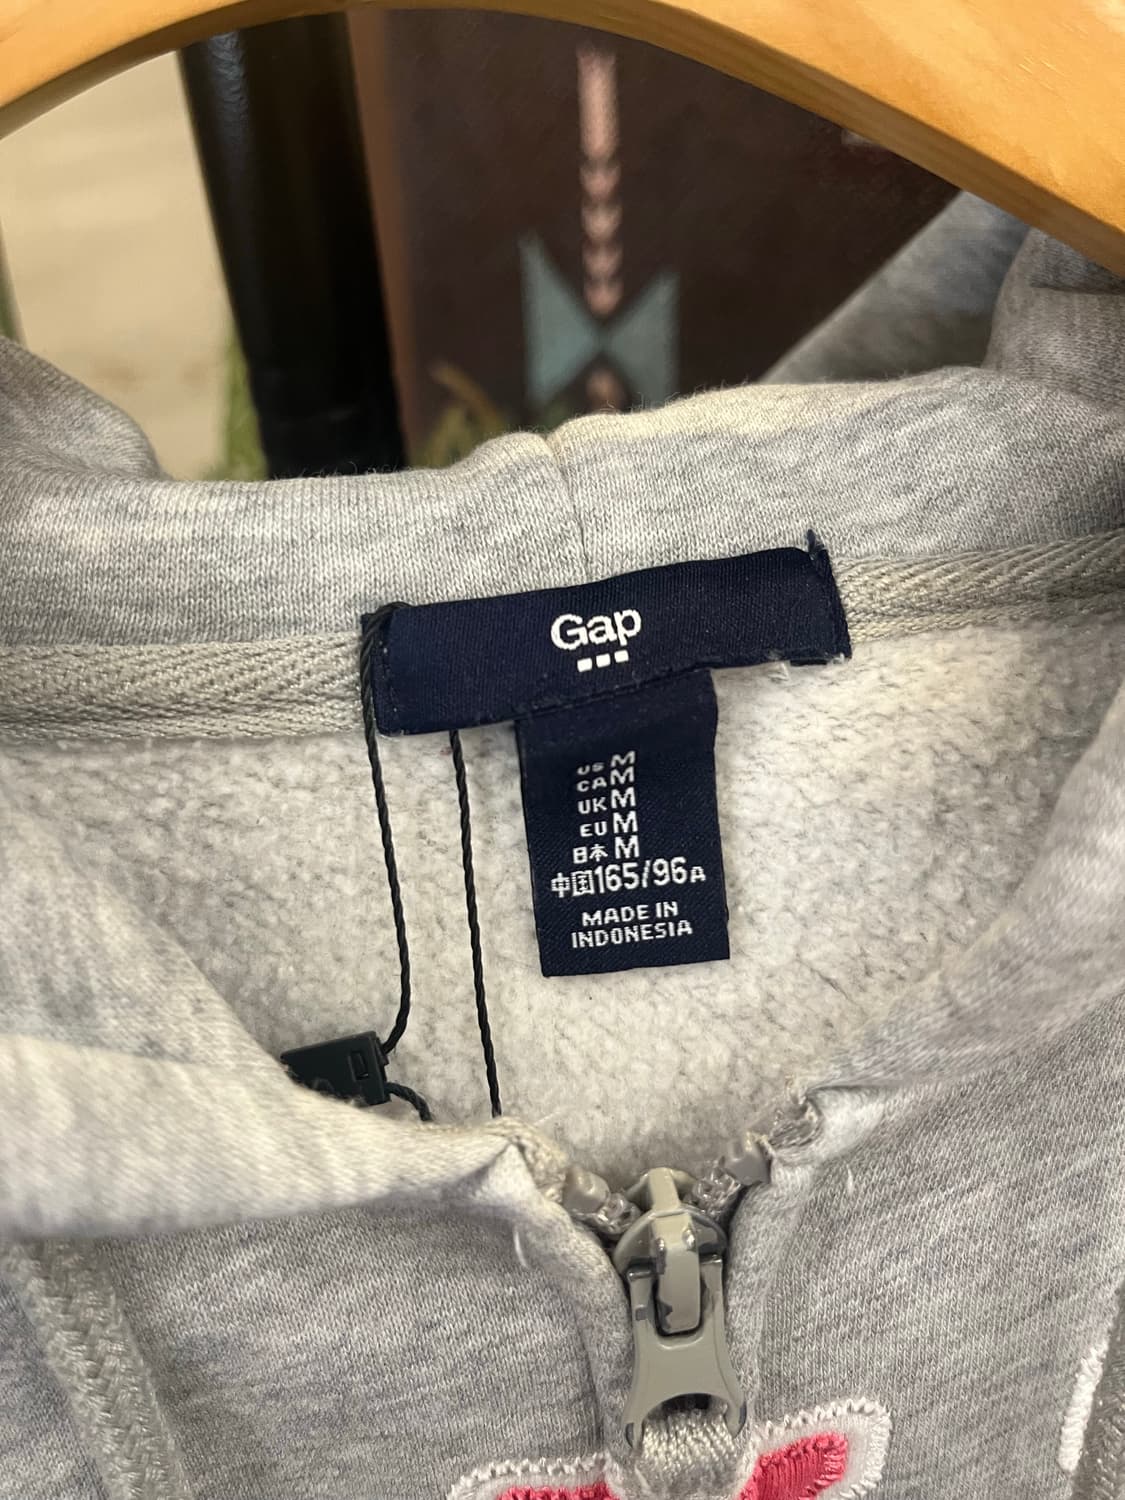 Gap
US M
CA M
UK M
EU M
日本 M
中国165/96A
MADE IN
INDONESIA